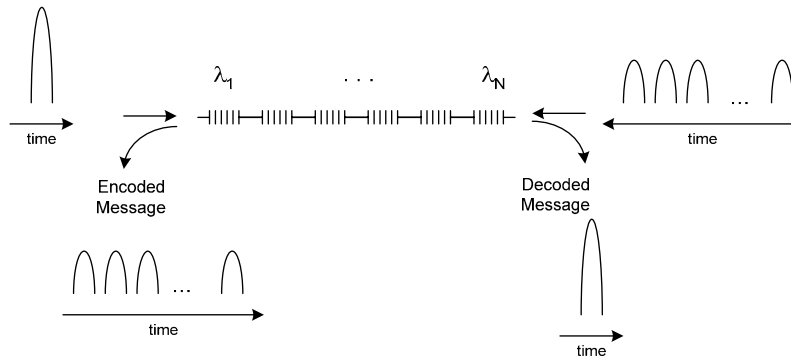 time
λ1
. . .
λN
...
time
Encoded
Message
Decoded
Message
...
time
time